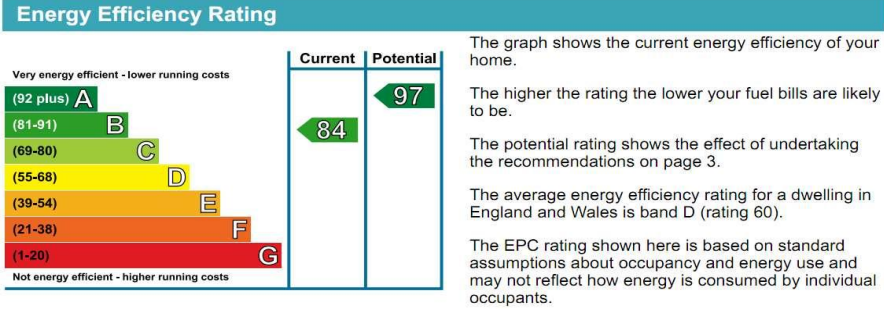 Energy Efficiency Rating
Current Potential
Very energy efficient - lower running costs
(92 plus) A
97
(81-91) B
84
(69-80) C
(55-68) D
(39-54) E
(21-38) F
(1-20) G
Not energy efficient - higher running costs
The graph shows the current energy efficiency of your
home.
The higher the rating the lower your fuel bills are likely
to be.
The potential rating shows the effect of undertaking
the recommendations on page 3.
The average energy efficiency rating for a dwelling in
England and Wales is band D (rating 60).
The EPC rating shown here is based on standard
assumptions about occupancy and energy use and
may not reflect how energy is consumed by individual
occupants.